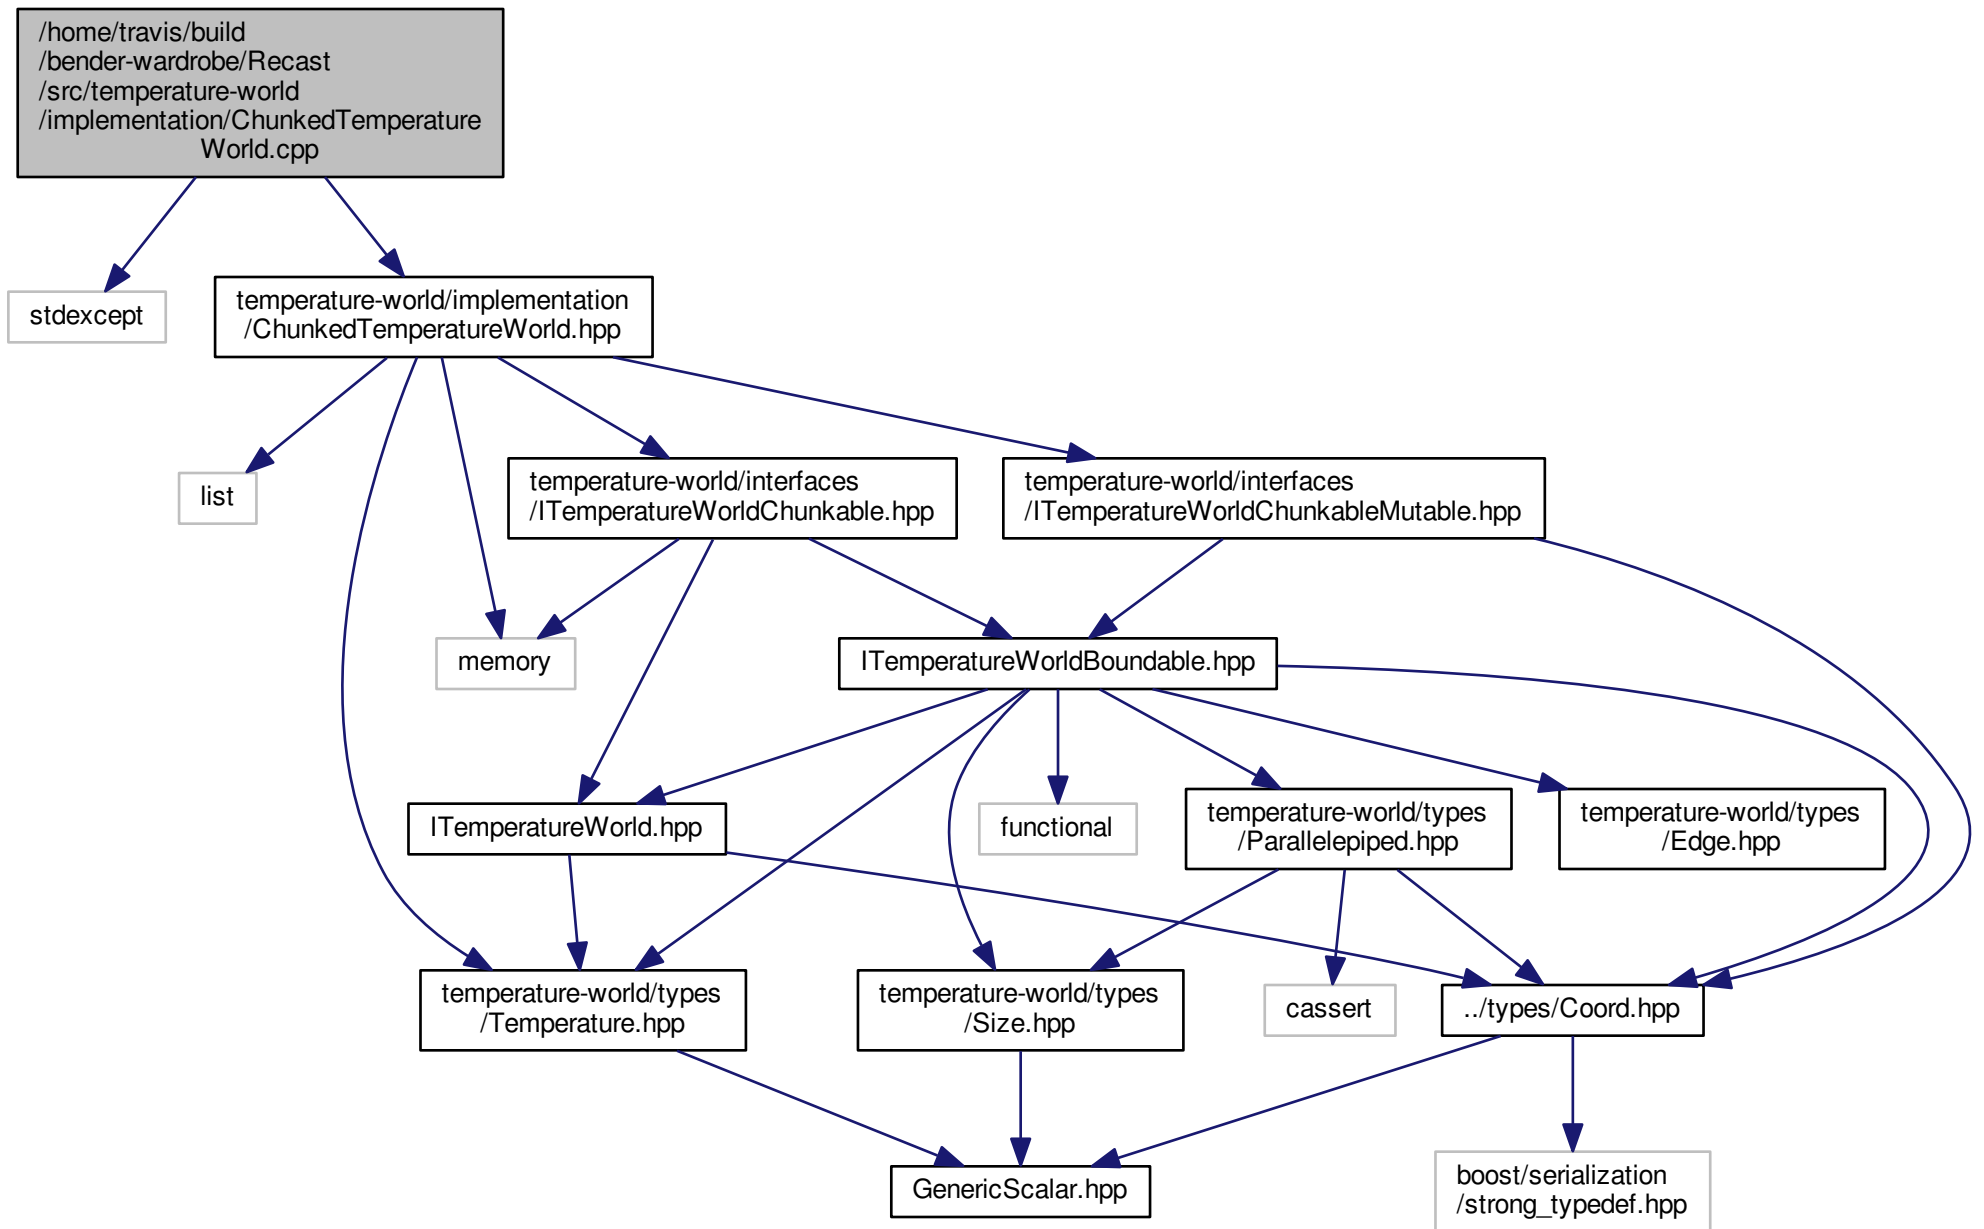 /home/travis/build
/bender-wardrobe/Recast
/src/temperature-world
/implementation/ChunkedTemperature
World.cpp
stdexcept
temperature-world/implementation
/ChunkedTemperatureWorld.hpp
list
temperature-world/interfaces
/ITemperatureWorldChunkable.hpp
temperature-world/interfaces
/ITemperatureWorldChunkableMutable.hpp
memory
ITemperatureWorldBoundable.hpp
ITemperatureWorld.hpp
functional
temperature-world/types
/Parallelepiped.hpp
temperature-world/types
/Edge.hpp
temperature-world/types
/Temperature.hpp
temperature-world/types
/Size.hpp
cassert
../types/Coord.hpp
GenericScalar.hpp
boost/serialization
/strong_typedef.hpp